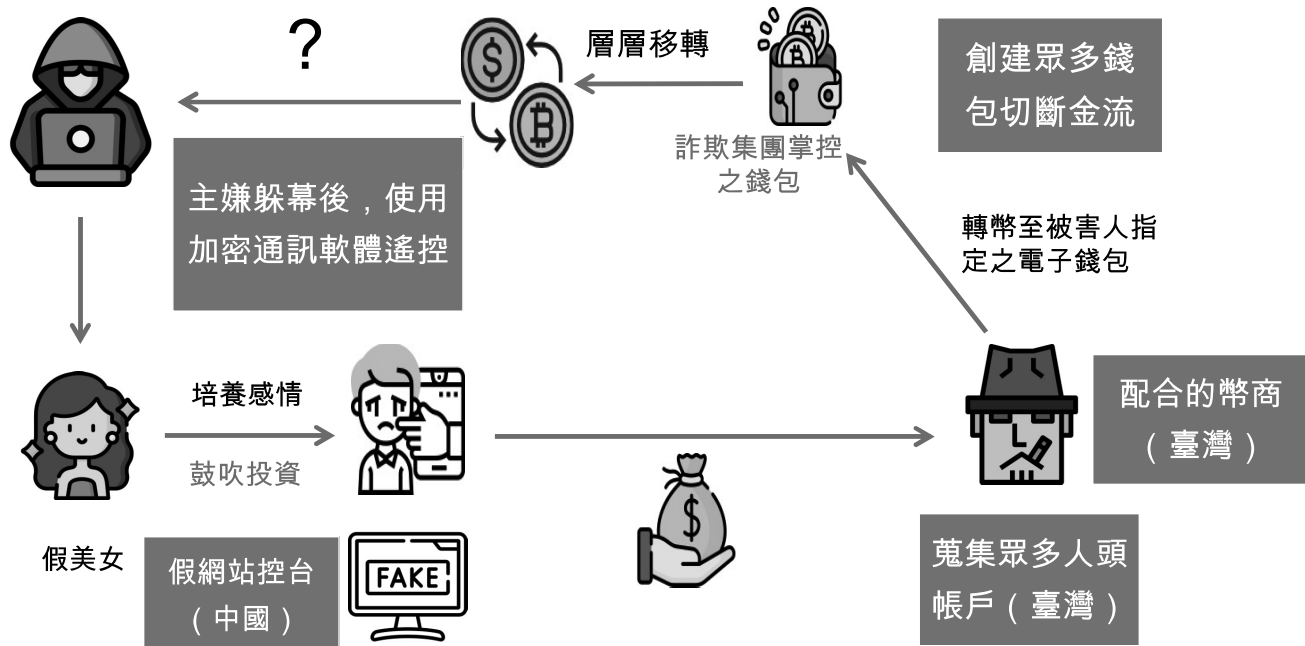 ?
層層移轉
創建眾多錢
包切斷金流
詐欺集團掌控
之錢包
主嫌躲幕後，使用
加密通訊軟體遙控
轉幣至被害人指
定之電子錢包
培養感情
鼓吹投資
配合的幣商
（臺灣）
假美女
假網站控台
（中國）
FAKE
蒐集眾多人頭
帳戶（臺灣）